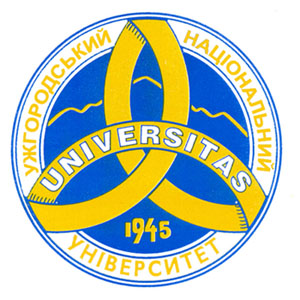 УЖГОРОДСЬКИЙ
НАЦІОНАЛЬНИЙ
UNIVERSITAS
1945
УНІВЕРСИТЕТ